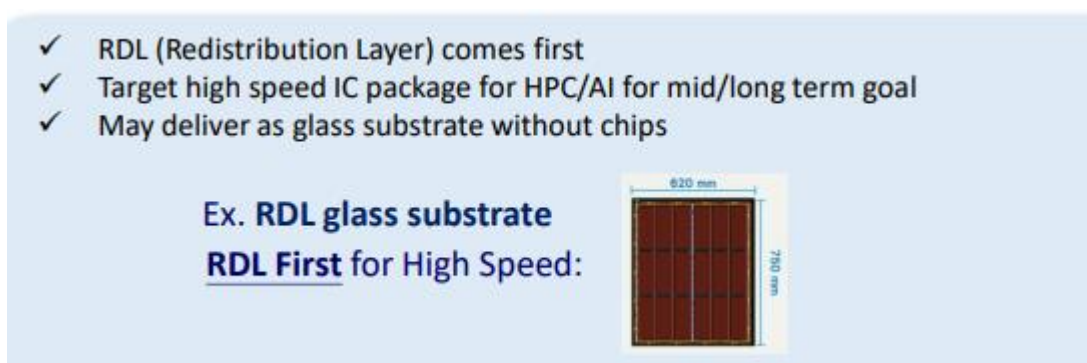 ✓ RDL (Redistribution Layer) comes first
✓ Target high speed IC package for HPC/AI for mid/long term goal
✓ May deliver as glass substrate without chips
Ex. RDL glass substrate
RDL First for High Speed:
620 mm
750 mm